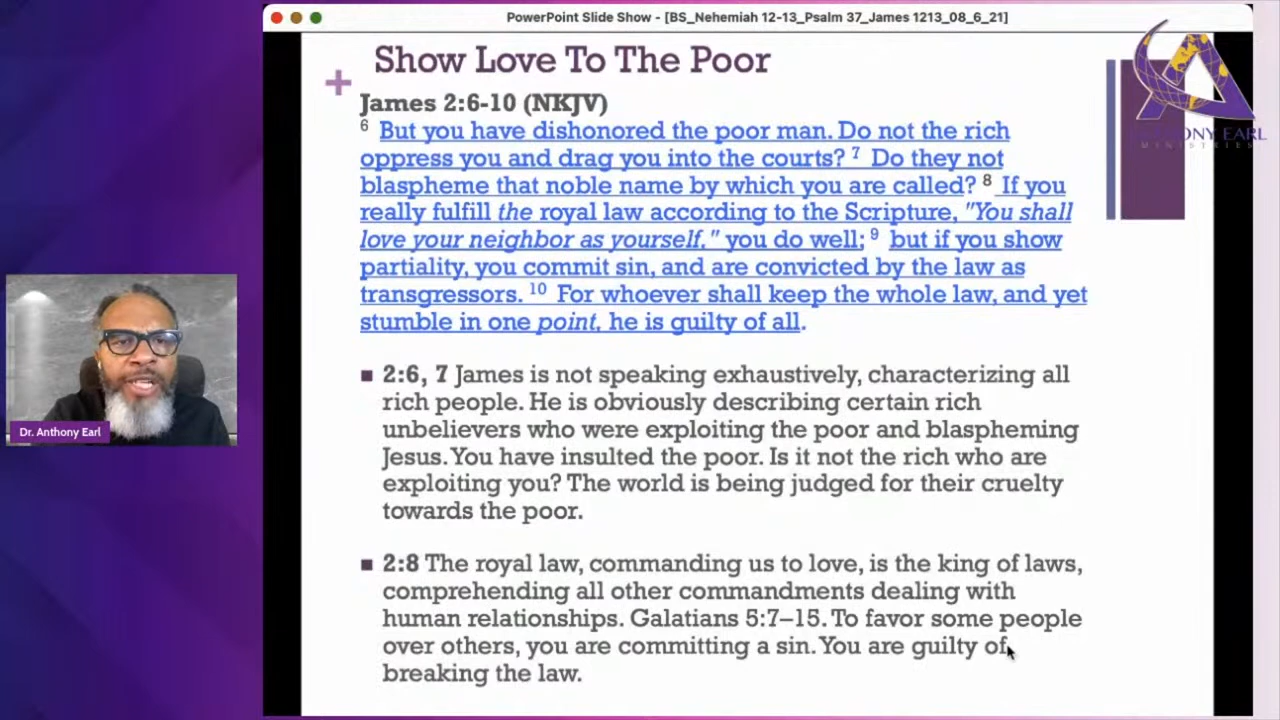 PowerPoint Slide Show - [BS_Nehemiah 12-13_Psalm 37_James 1213_08_6_21]
Show Love To The Poor
+
James 2:6-10 (NKJV)
6 But you have dishonored the poor man. Do not the rich
oppress you and drag you into the courts? 7 Do they not
blaspheme that noble name by which you are called? 8 If you
really fulfill the royal law according to the Scripture, "You shall
love your neighbor as yourself," you do well; 9 but if you show
partiality, you commit sin, and are convicted by the law as
transgressors. 10 For whoever shall keep the whole law, and yet
stumble in one point, he is guilty of all.
■ 2:6, 7 James is not speaking exhaustively, characterizing all
rich people. He is obviously describing certain rich
unbelievers who were exploiting the poor and blaspheming
Jesus. You have insulted the poor. Is it not the rich who are
exploiting you? The world is being judged for their cruelty
towards the poor.
■ 2:8 The royal law, commanding us to love, is the king of laws,
comprehending all other commandments dealing with
human relationships. Galatians 5:7–15. To favor some people
over others, you are committing a sin. You are guilty of
breaking the law.
Dr. Anthony Earl
ANTHONY EARL
MINISTRIES